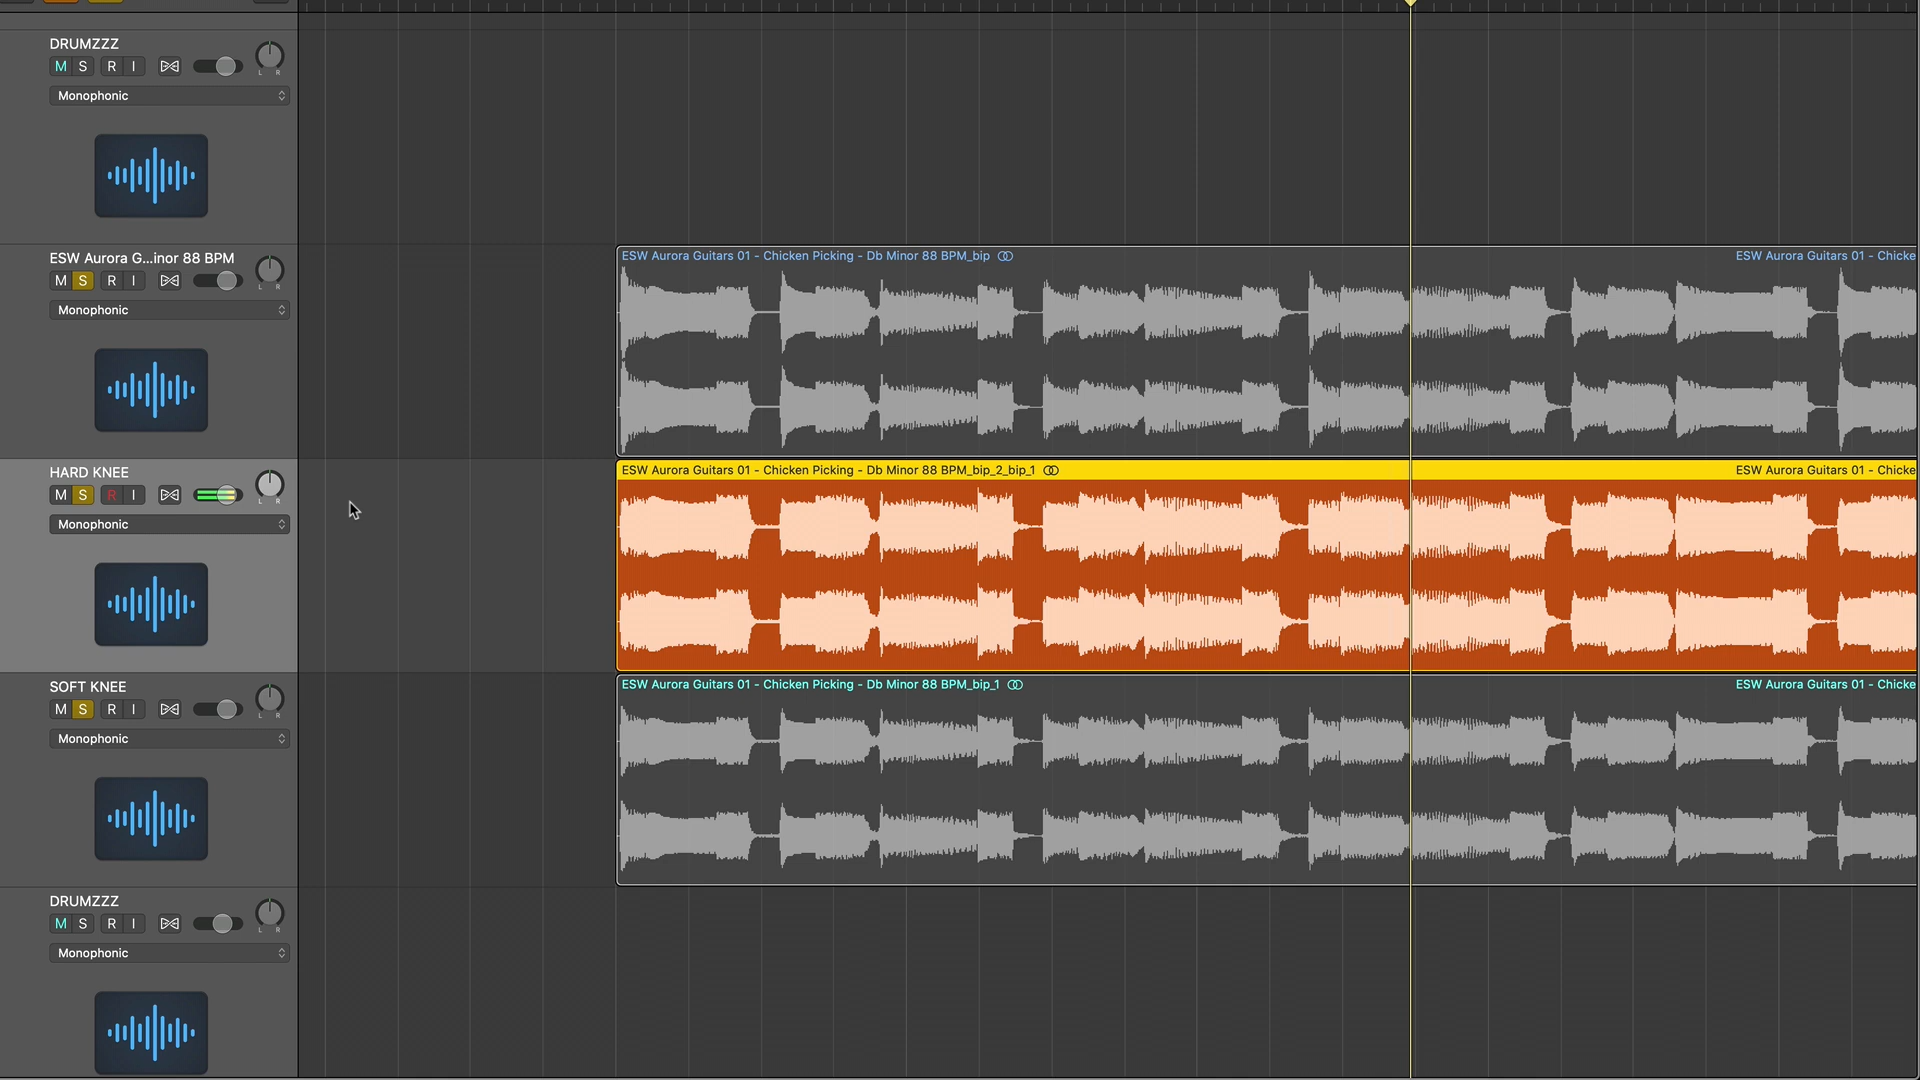 DRUMZZZ
M S R I
L R
Monophonic
ESW Aurora G...inor 88 BPM
M S R I
L R
Monophonic
ESW Aurora Guitars 01 - Chicken Picking - Db Minor 88 BPM_bip
ESW Aurora Guitars 01 - Chicke
HARD KNEE
M S R I
L R
Monophonic
ESW Aurora Guitars 01 - Chicken Picking - Db Minor 88 BPM_bip_2_bip_1
ESW Aurora Guitars 01 - Chicke
SOFT KNEE
M S R I
L R
Monophonic
ESW Aurora Guitars 01 - Chicken Picking - Db Minor 88 BPM_bip_1
ESW Aurora Guitars 01 - Chicke
DRUMZZZ
M S R I
L R
Monophonic